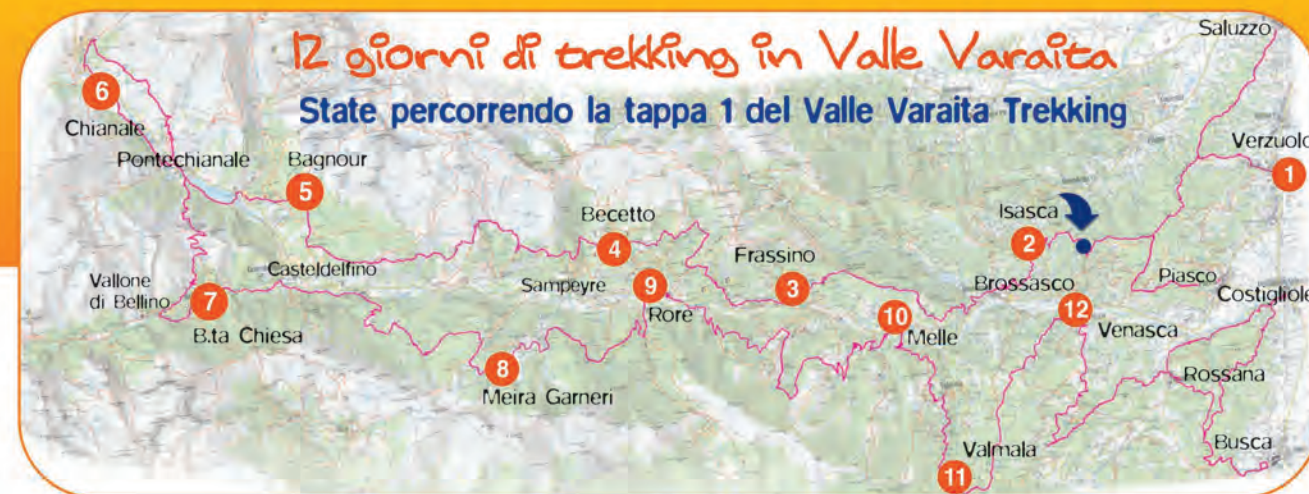 12 giorni di trekking in Valle Varaita
State percorrendo la tappa 1 del Valle Varaita Trekking
Saluzzo
Verzuolo
1
6
Chianale
Pontechianale
Bagnour
5
Becetto
4
Isasca
2
Frassino
3
Casteldelfino
Vallone
di Bellino
7
B.ta Chiesa
Sampeyre
9
Rore
Brossasco
Piasco
Costigliole
12
Venasca
10
Melle
8
Meira Garneri
Rossana
Valmala
11
Busca